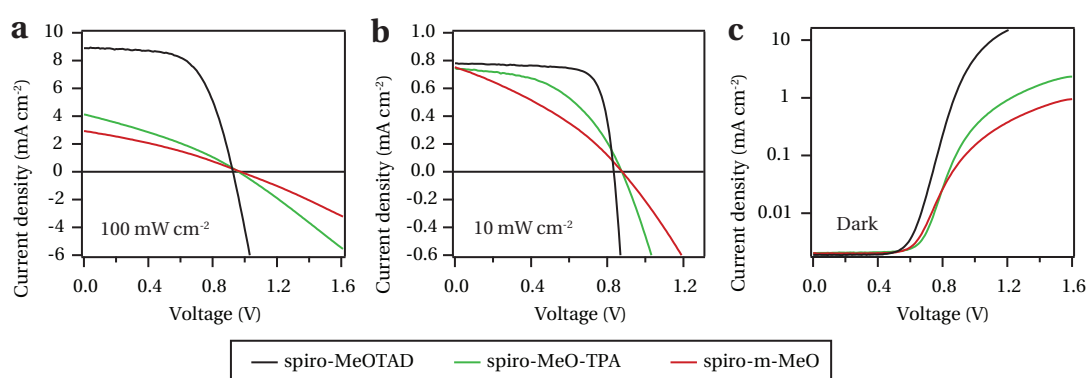 a
10
8
6
4
2
0
-2
-4
-6
Current density (mA cm-2)
100 mW cm-2
0.0 0.4 0.8 1.2 1.6
Voltage (V)
b
1.0
0.8
0.6
0.4
0.2
0.0
-0.2
-0.4
-0.6
Current density (mA cm-2)
10 mW cm-2
0.0 0.4 0.8 1.2
Voltage (V)
c
10
1
0.1
0.01
Current density (mA cm-2)
Dark
0.0 0.4 0.8 1.2 1.6
Voltage (V)
spiro-MeOTAD spiro-MeO-TPA spiro-m-MeO